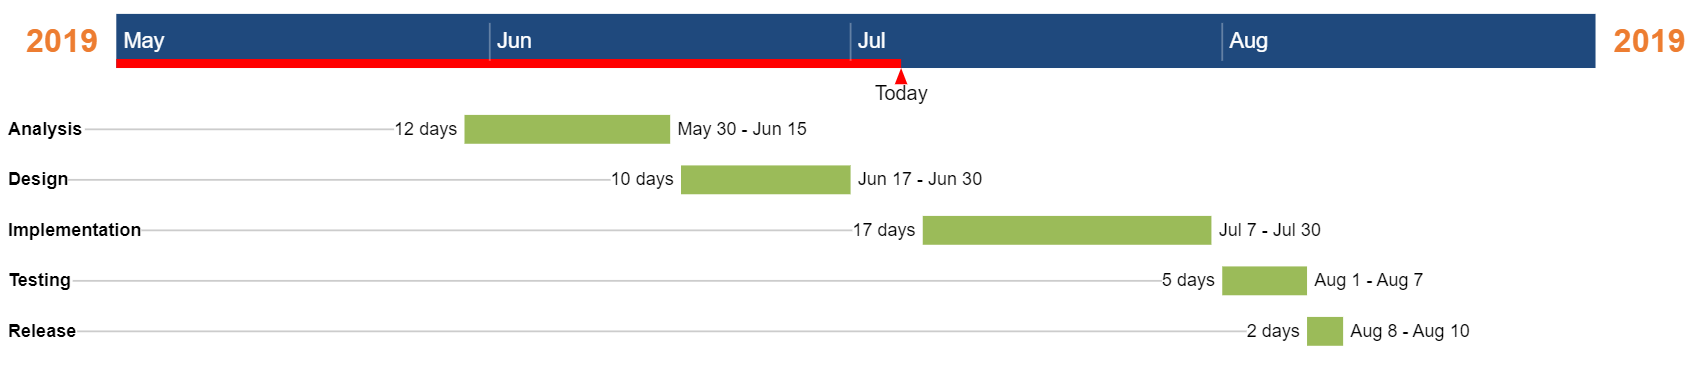 2019 May Jun Jul Aug 2019
Today
Analysis 12 days May 30 - Jun 15
Design 10 days Jun 17 - Jun 30
Implementation 17 days Jul 7 - Jul 30
Testing 5 days Aug 1 - Aug 7
Release 2 days Aug 8 - Aug 10